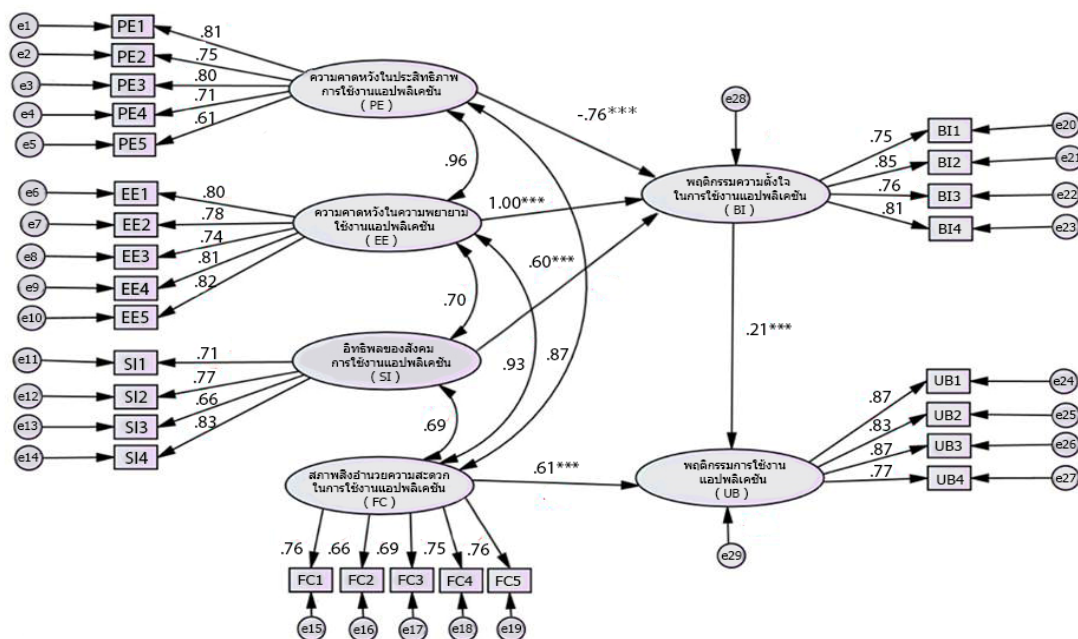 e1
PE1
.81
e2
PE2
.75
e3
PE3
.80
e4
PE4
.71
e5
PE5
.61
ความคาดหวังในประสิทธิภาพ
การใช้งานแอปพลิเคชัน
( PE )
-.76***
e28
.96
e6
EE1
.80
e7
EE2
.78
e8
EE3
.74
e9
EE4
.81
e10
EE5
.82
ความคาดหวังในความพยายาม
ใช้งานแอปพลิเคชัน
( EE )
1.00***
พฤติกรรมความตั้งใจ
ในการใช้งานแอปพลิเคชัน
( BI )
.75
BI1
e20
.85
BI2
e21
.76
BI3
e22
.81
BI4
e23
.60***
.70
.93
.87
.21***
e11
SI1
.71
e12
SI2
.77
e13
SI3
.66
e14
SI4
.83
อิทธิพลของสังคม
การใช้งานแอปพลิเคชัน
( SI )
.69
สภาพสิ่งอำนวยความสะดวก
ในการใช้งานแอปพลิเคชัน
( FC )
.61***
พฤติกรรมการใช้งาน
แอปพลิเคชัน
( UB )
.87
UB1
e24
.83
UB2
e25
.87
UB3
e26
.77
UB4
e27
e29
.76
.66
.69
.75
.76
FC1
FC2
FC3
FC4
FC5
e15
e16
e17
e18
e19